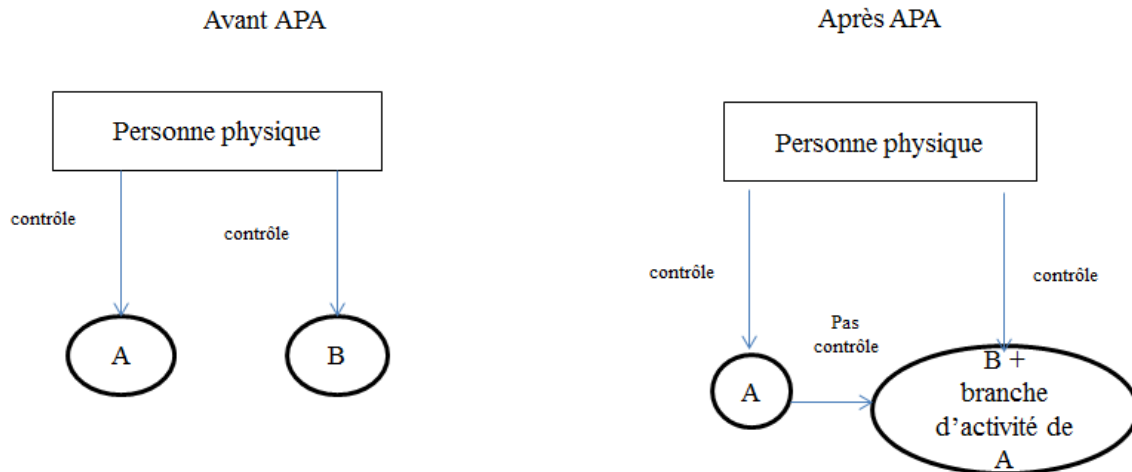 Avant APA
Personne physique
contrôle
contrôle
A
B
Après APA
Personne physique
contrôle
contrôle
Pas
contrôle
A
B +
branche
d’activité de
A